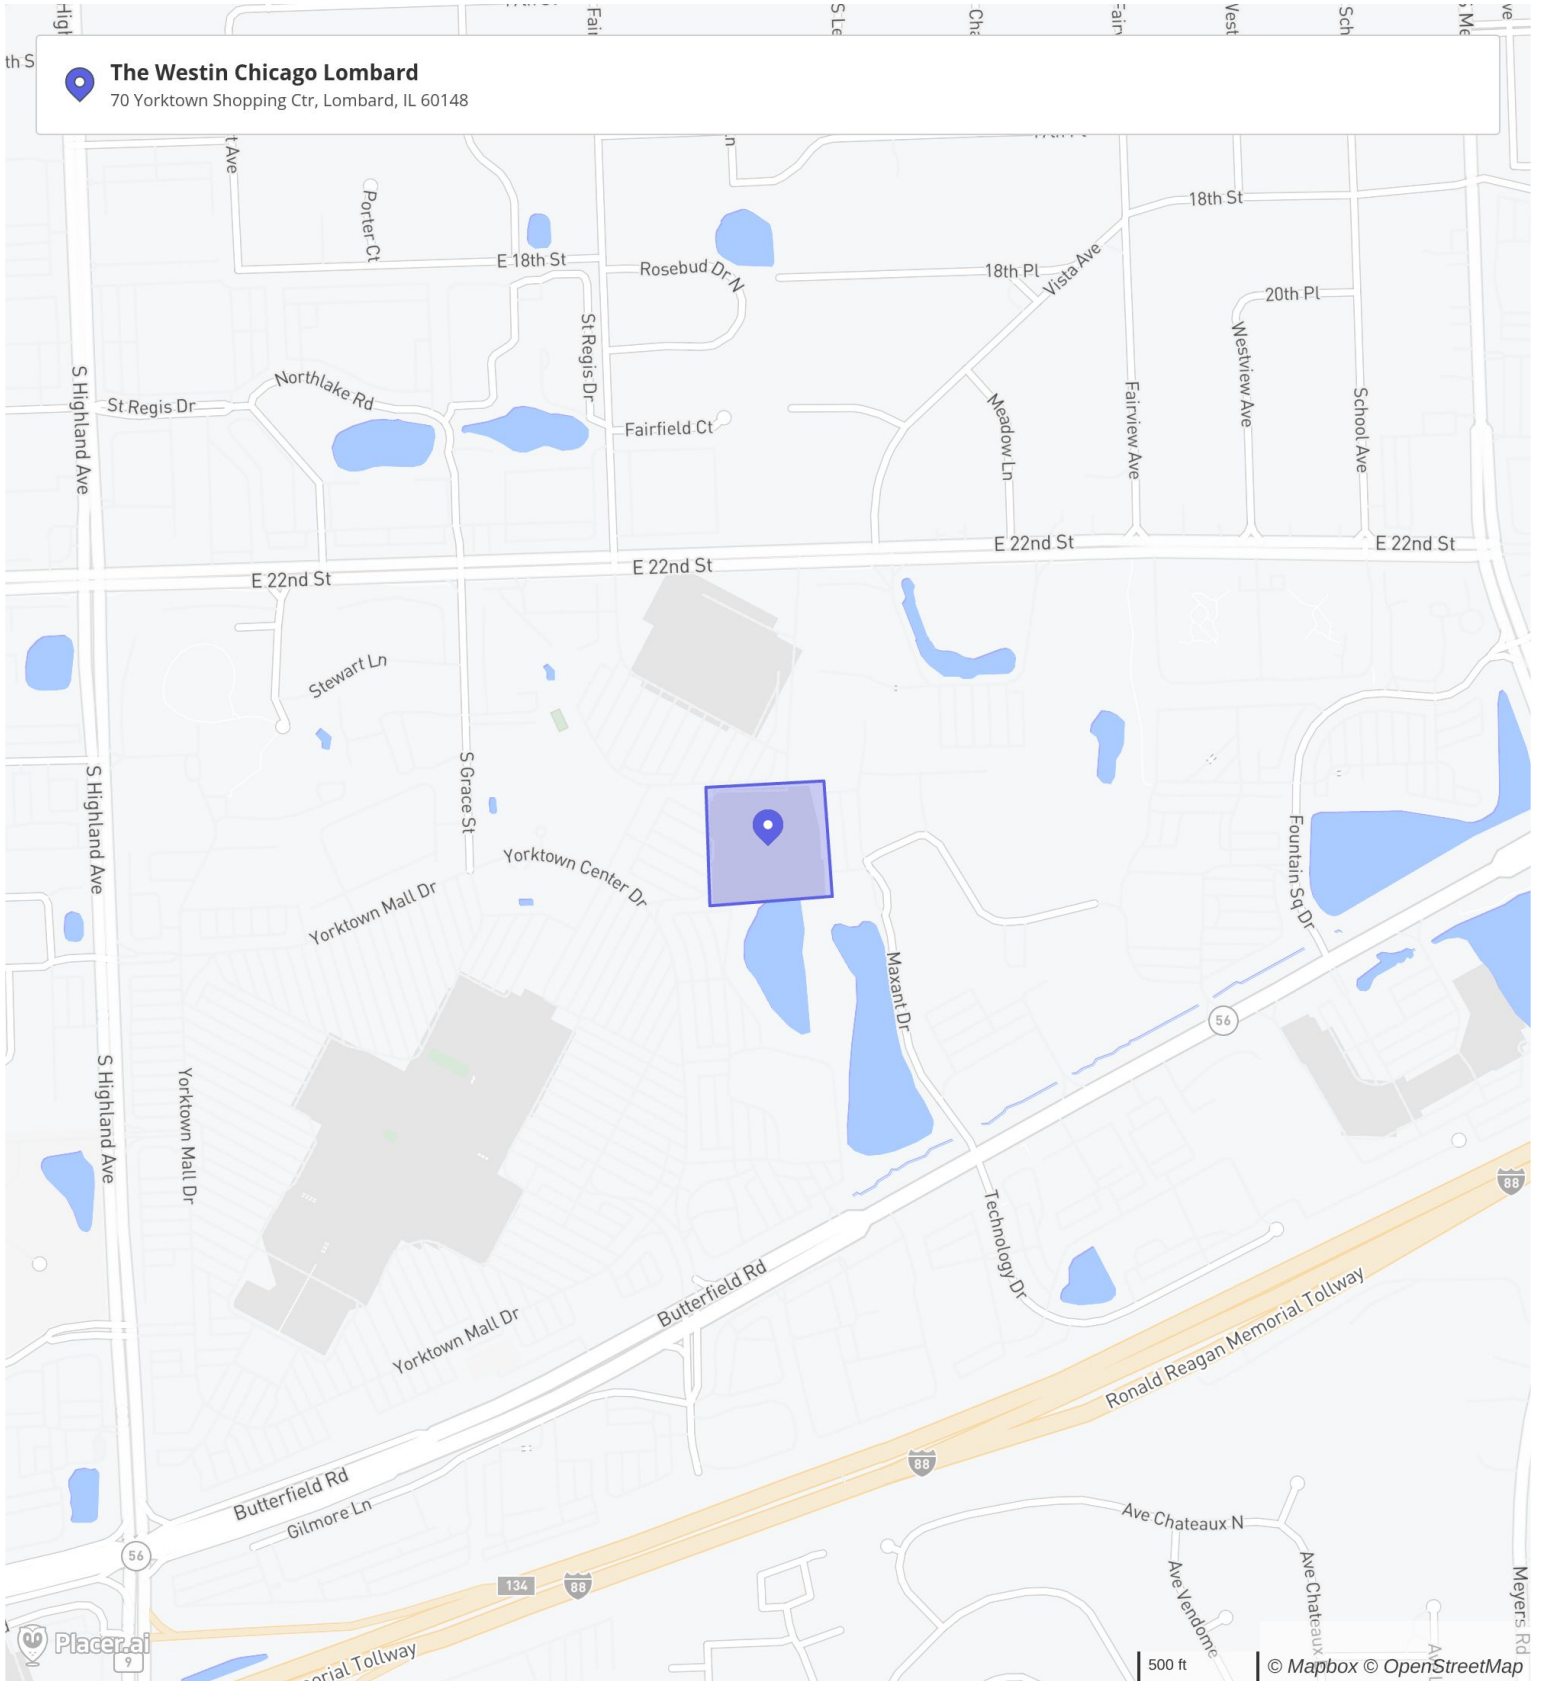 The Westin Chicago Lombard
70 Yorktown Shopping Ctr, Lombard, IL 60148
Porter Ct
18th St
E 18th St
Rosebud Dr N
18th Pl
Vista Ave
20th Pl
St Regis Dr
Westview Ave
S Highland Ave
Northlake Rd
St Regis Dr
Fairfield Ct
Meadow Ln
Fairview Ave
School Ave
E 22nd St
E 22nd St
E 22nd St
E 22nd St
Stewart Ln
S Grace St
S Highland Ave
Yorktown Center Dr
Yorktown Mall Dr
Fountain Sq Dr
Maxant Dr
56
S Highland Ave
Yorktown Mall Dr
88
Technology Dr
Butterfield Rd
Yorktown Mall Dr
Ronald Reagan Memorial Tollway
88
Butterfield Rd
Gilmore Ln
Ave Chateaux N
56
134
88
Ave Vendome
Ave Chateaux
Meyers Rd
Placer.ai
9
orial Tollway
500 ft
© Mapbox © OpenStreetMap